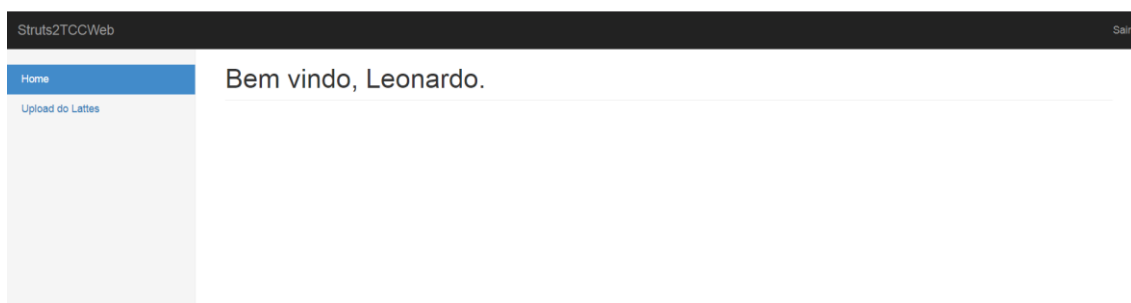 Struts2TCCWeb
Sair
Home
Bem vindo, Leonardo.
Upload do Lattes